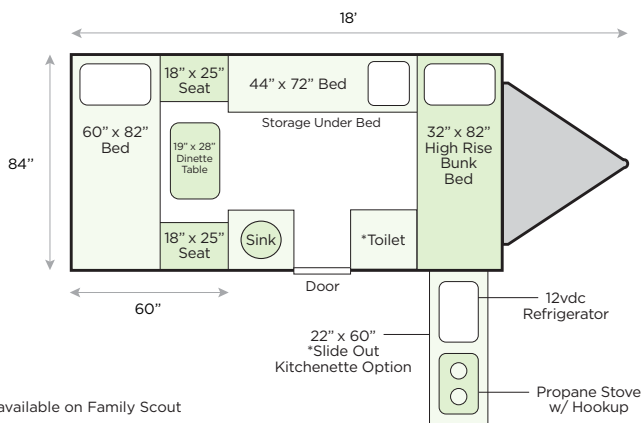 18’
18” x 25”
Seat
44” x 72” Bed
Storage Under Bed
60” x 82”
Bed
19” x 28”
Dinette
Table
32” x 82”
High Rise
Bunk
Bed
84”
18” x 25”
Seat
Sink
*Toilet
Door
60”
22” x 60”
*Slide Out
Kitchenette Option
12vdc
Refrigerator
Propane Stove
w/ Hookup
available on Family Scout